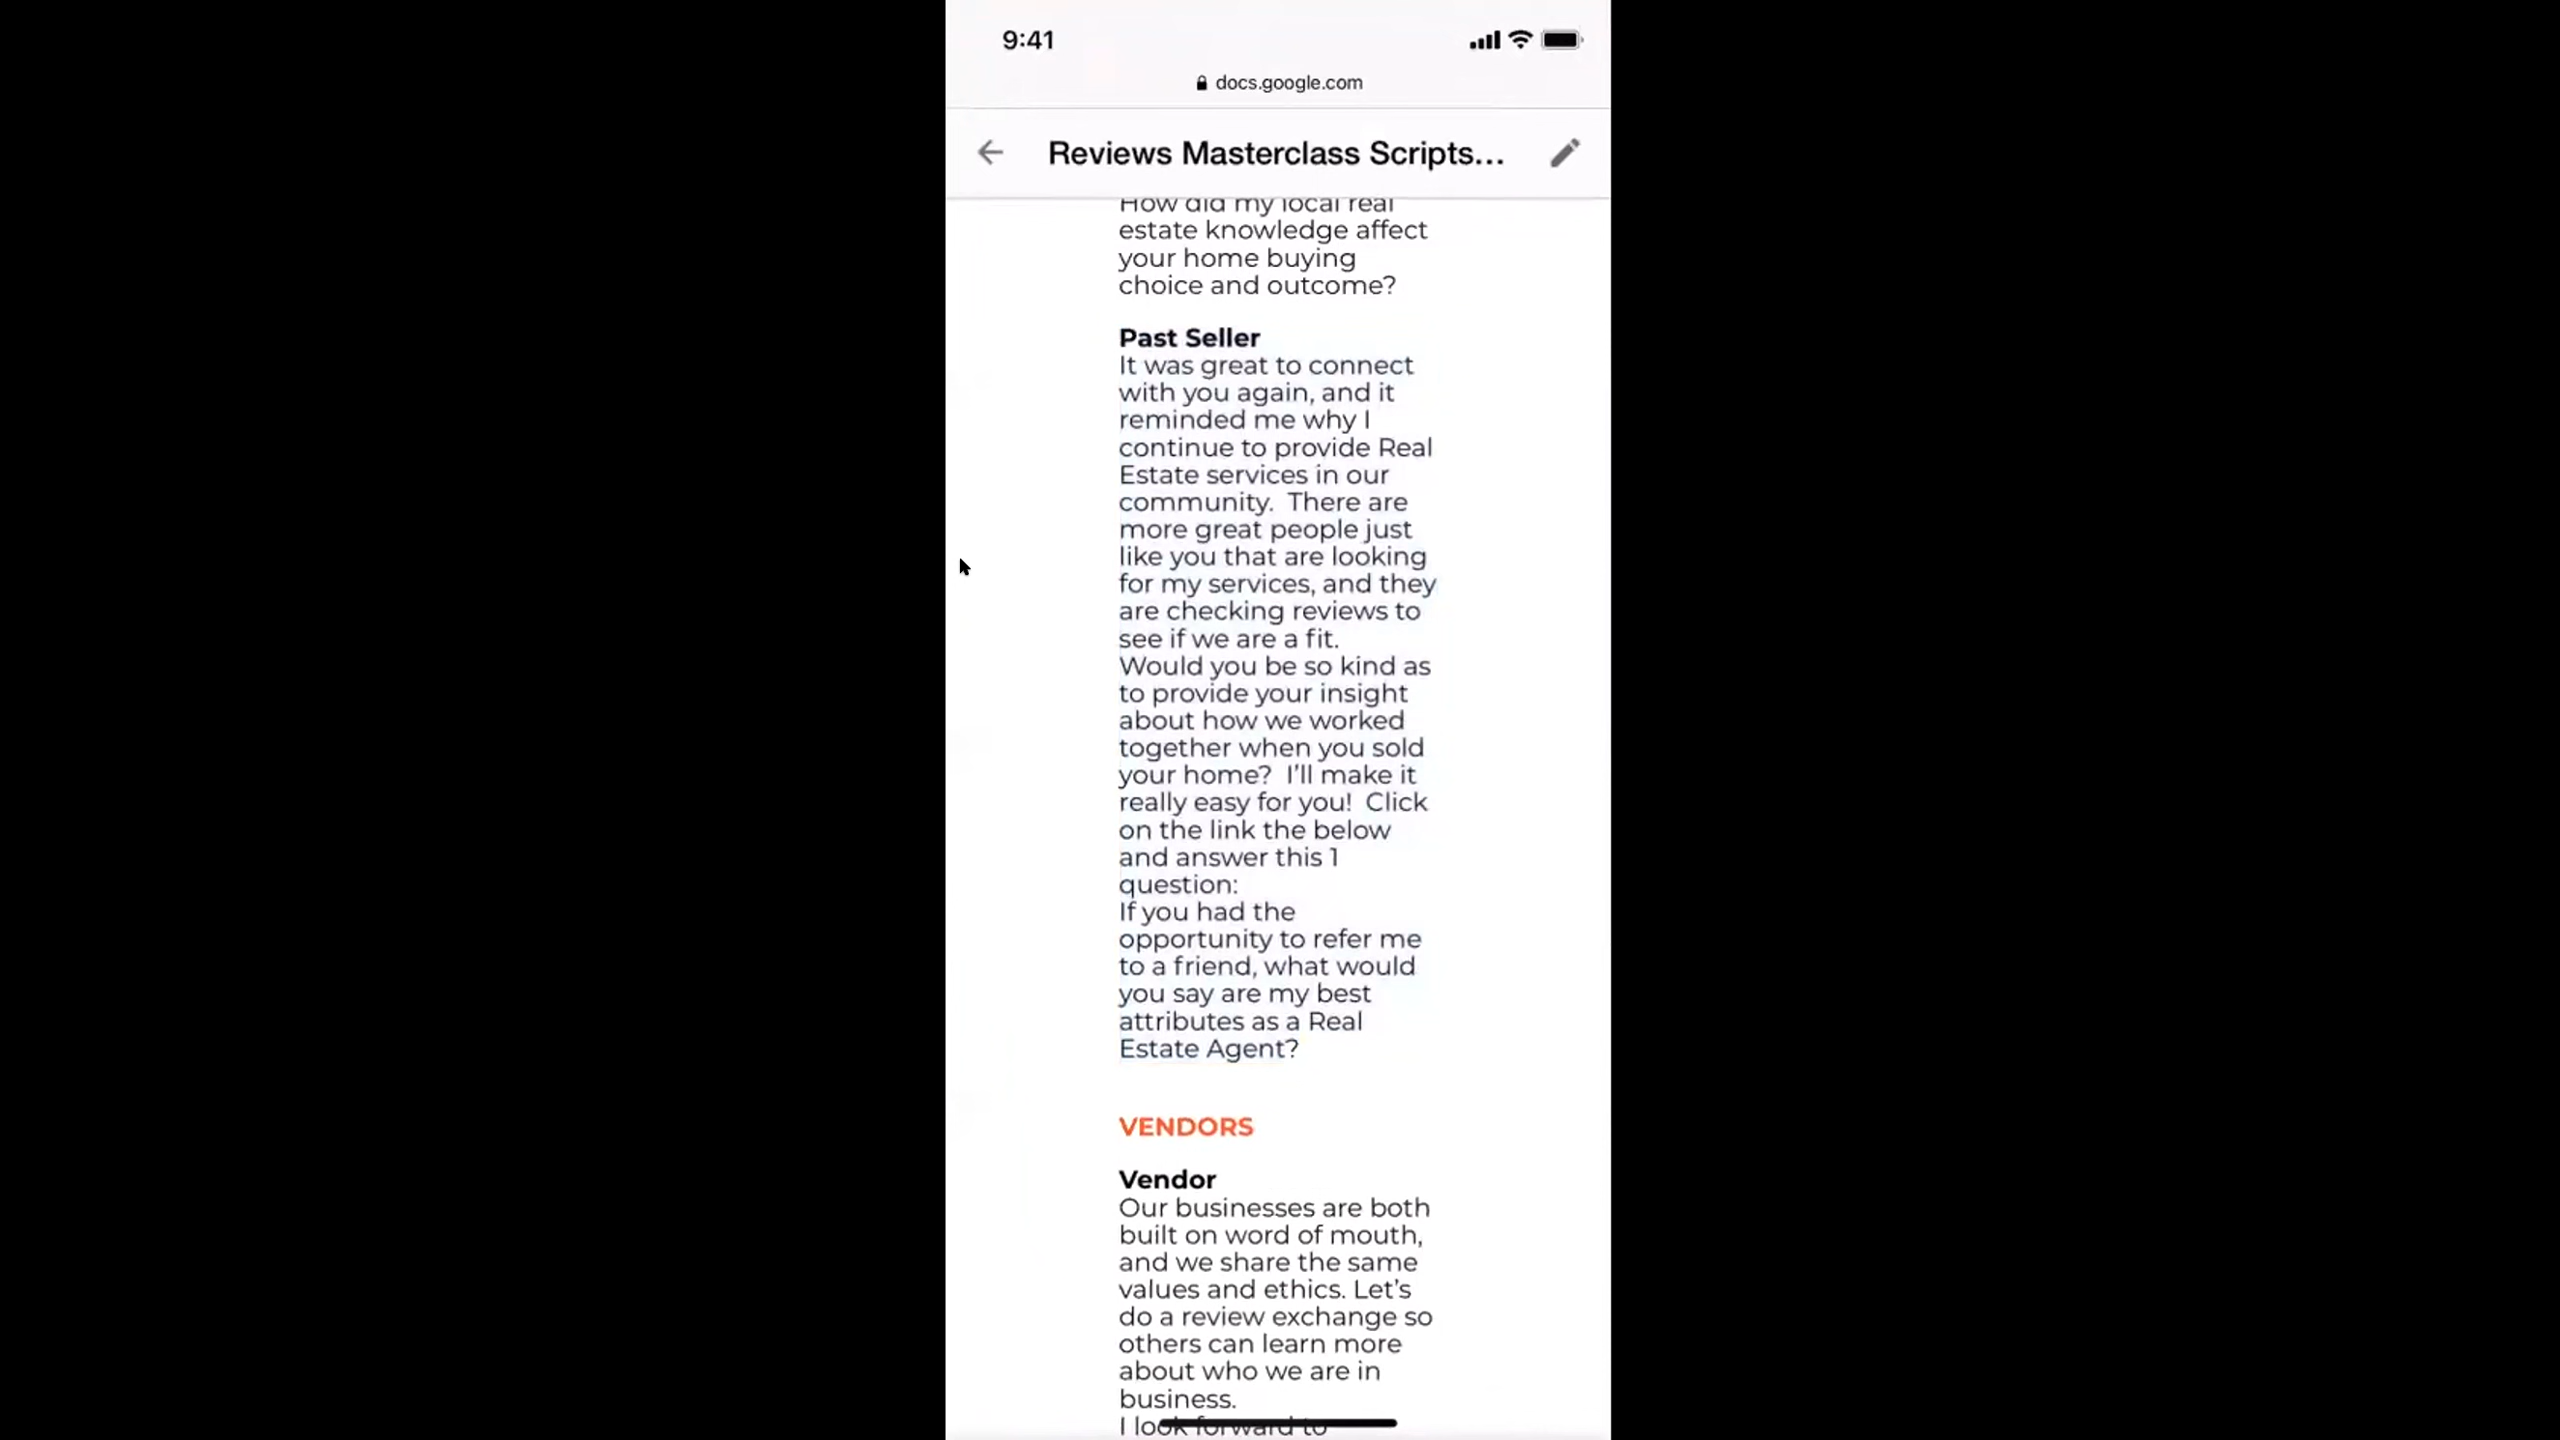 9:41
docs.google.com
Reviews Masterclass Scripts...
How did my local real
estate knowledge affect
your home buying
choice and outcome?
Past Seller
It was great to connect
with you again, and it
reminded me why I
continue to provide Real
Estate services in our
community.  There are
more great people just
like you that are looking
for my services, and they
are checking reviews to
see if we are a fit.
Would you be so kind as
to provide your insight
about how we worked
together when you sold
your home?  I'll make it
really easy for you!  Click
on the link the below
and answer this 1
question:
If you had the
opportunity to refer me
to a friend, what would
you say are my best
attributes as a Real
Estate Agent?
VENDORS
Vendor
Our businesses are both
built on word of mouth,
and we share the same
values and ethics. Let's
do a review exchange so
others can learn more
about who we are in
business.
I look forward to